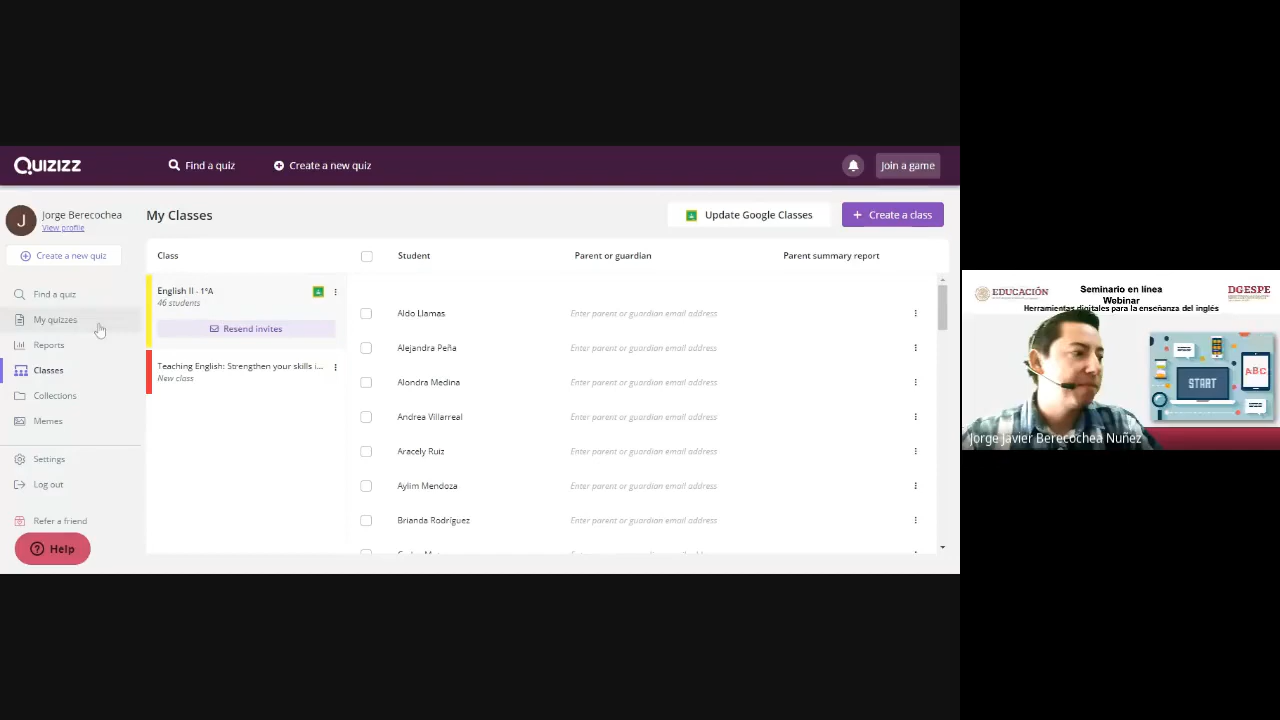 Quizizz
Find a quiz
Create a new quiz
Join a game
J
Jorge Berecochea
View profile
Create a new quiz
Find a quiz
My quizzes
Reports
Classes
Collections
Memes
Settings
Log out
Refer a friend
Help
My Classes
Update Google Classes
Create a class
Class
Student
Parent or guardian
Parent summary report
English II - 1°A
46 students
Resend invites
Teaching English: Strengthen your skills i...
New class
Aldo Llamas
Enter parent or guardian email address
Alejandra Peña
Enter parent or guardian email address
Alondra Medina
Enter parent or guardian email address
Andrea Villarreal
Enter parent or guardian email address
Aracely Ruiz
Enter parent or guardian email address
Aylim Mendoza
Enter parent or guardian email address
Brianda Rodríguez
Enter parent or guardian email address
EDUCACIÓN
Seminario en línea
Webinar
Herramientas digitales para la enseñanza del inglés
DGESPE
START
ABC
Jorge Javier Berecochea Nuñez